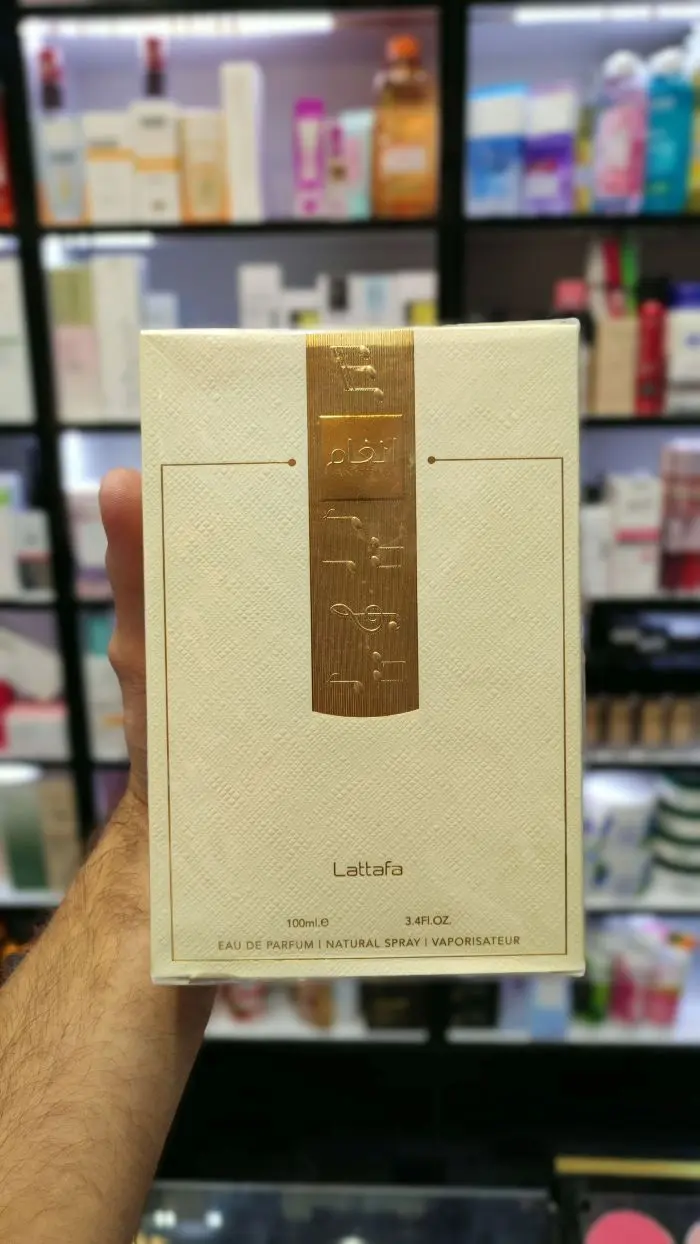 انغام
Lattafa
100ml.e 3.4Fl.OZ.
EAU DE PARFUM | NATURAL SPRAY | VAPORISATEUR